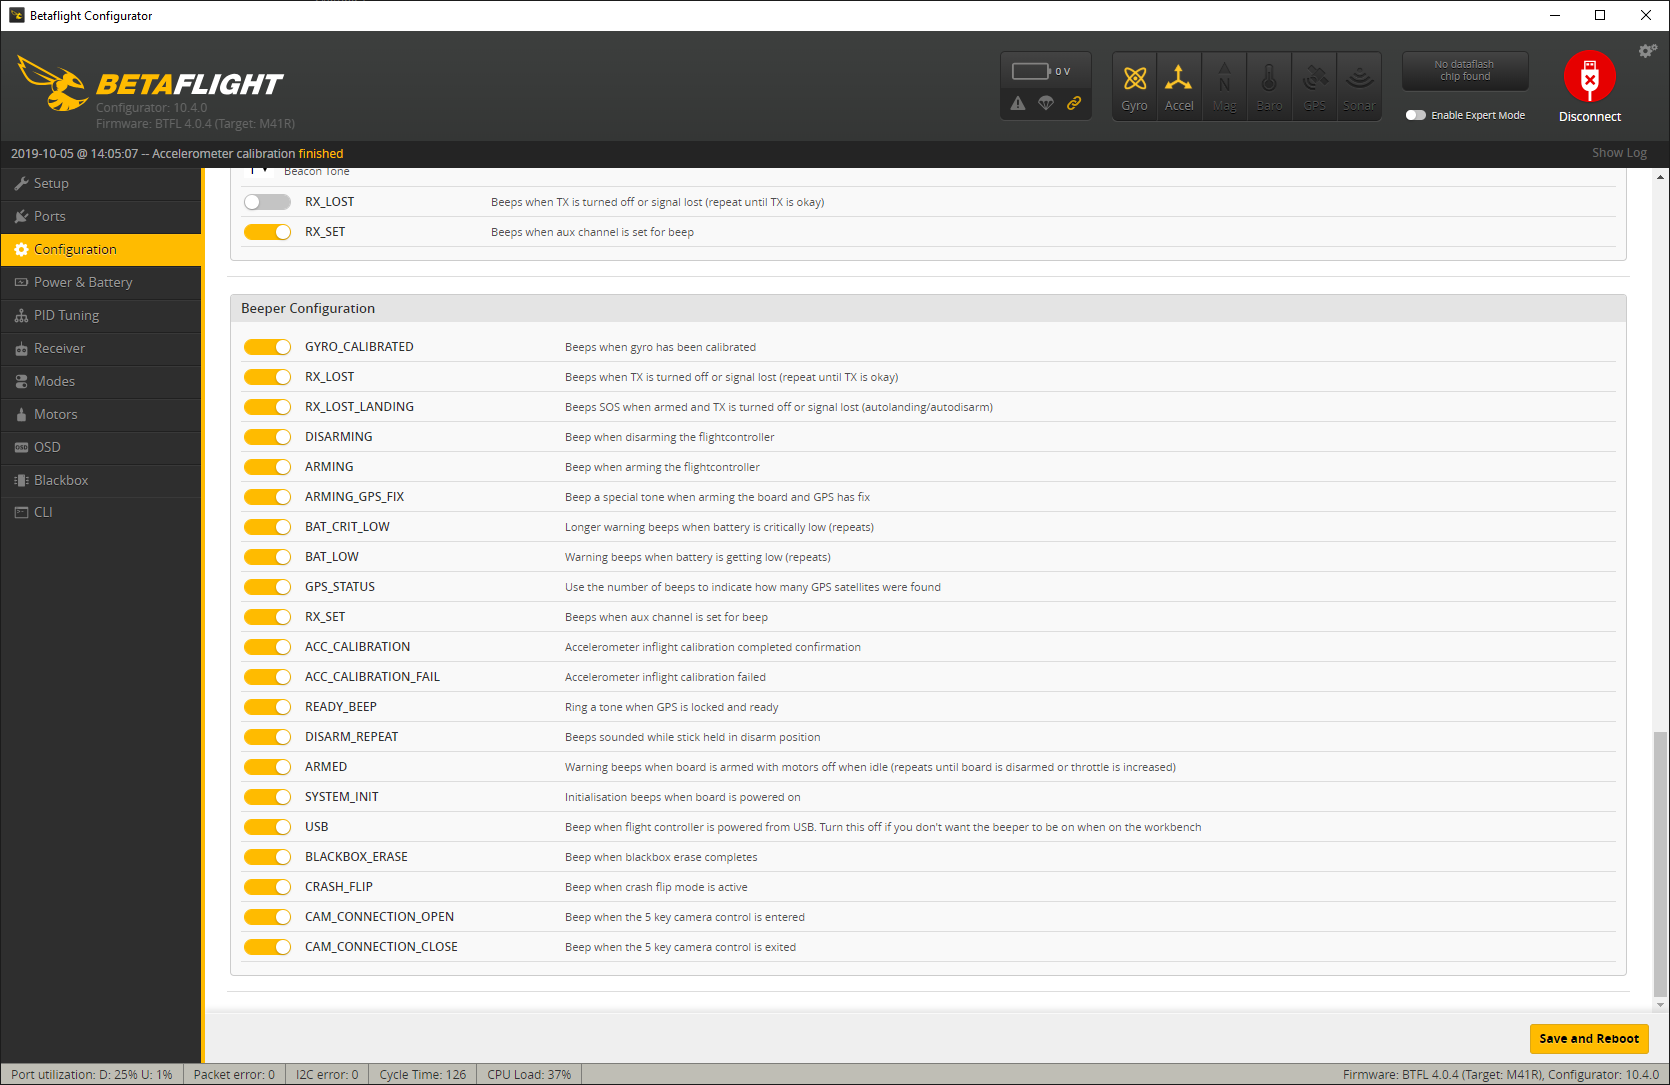 Betaflight Configurator
BETAFLIGHT
Configurator: 10.4.0
Firmware: BTFL 4.0.4 (Target: M41R)
0 V
Gyro
Accel
Mag
Baro
GPS
Sonar
No dataflash
chip found
Enable Expert Mode
Disconnect
2019-10-05 @ 14:05:07 -- Accelerometer calibration finished
Show Log
Setup
Ports
Configuration
Power & Battery
PID Tuning
Receiver
Modes
Motors
OSD
Blackbox
CLI
Beacon Tone
RX_LOST Beeps when TX is turned off or signal lost (repeat until TX is okay)
RX_SET Beeps when aux channel is set for beep
Beeper Configuration
GYRO_CALIBRATED Beeps when gyro has been calibrated
RX_LOST Beeps when TX is turned off or signal lost (repeat until TX is okay)
RX_LOST_LANDING Beeps SOS when armed and TX is turned off or signal lost (autolanding/autodisarm)
DISARMING Beep when disarming the flightcontroller
ARMING Beep when arming the flightcontroller
ARMING_GPS_FIX Beep a special tone when arming the board and GPS has fix
BAT_CRIT_LOW Longer warning beeps when battery is critically low (repeats)
BAT_LOW Warning beeps when battery is getting low (repeats)
GPS_STATUS Use the number of beeps to indicate how many GPS satellites were found
RX_SET Beeps when aux channel is set for beep
ACC_CALIBRATION Accelerometer inflight calibration completed confirmation
ACC_CALIBRATION_FAIL Accelerometer inflight calibration failed
READY_BEEP Ring a tone when GPS is locked and ready
DISARM_REPEAT Beeps sounded while stick held in disarm position
ARMED Warning beeps when board is armed with motors off when idle (repeats until board is disarmed or throttle is increased)
SYSTEM_INIT Initialisation beeps when board is powered on
USB Beep when flight controller is powered from USB. Turn this off if you don't want the beeper to be on when on the workbench
BLACKBOX_ERASE Beep when blackbox erase completes
CRASH_FLIP Beep when crash flip mode is active
CAM_CONNECTION_OPEN Beep when the 5 key camera control is entered
CAM_CONNECTION_CLOSE Beep when the 5 key camera control is exited
Save and Reboot
Port utilization: D: 25% U: 1%
Packet error: 0
I2C error: 0
Cycle Time: 126
CPU Load: 37%
Firmware: BTFL 4.0.4 (Target: M41R), Configurator: 10.4.0